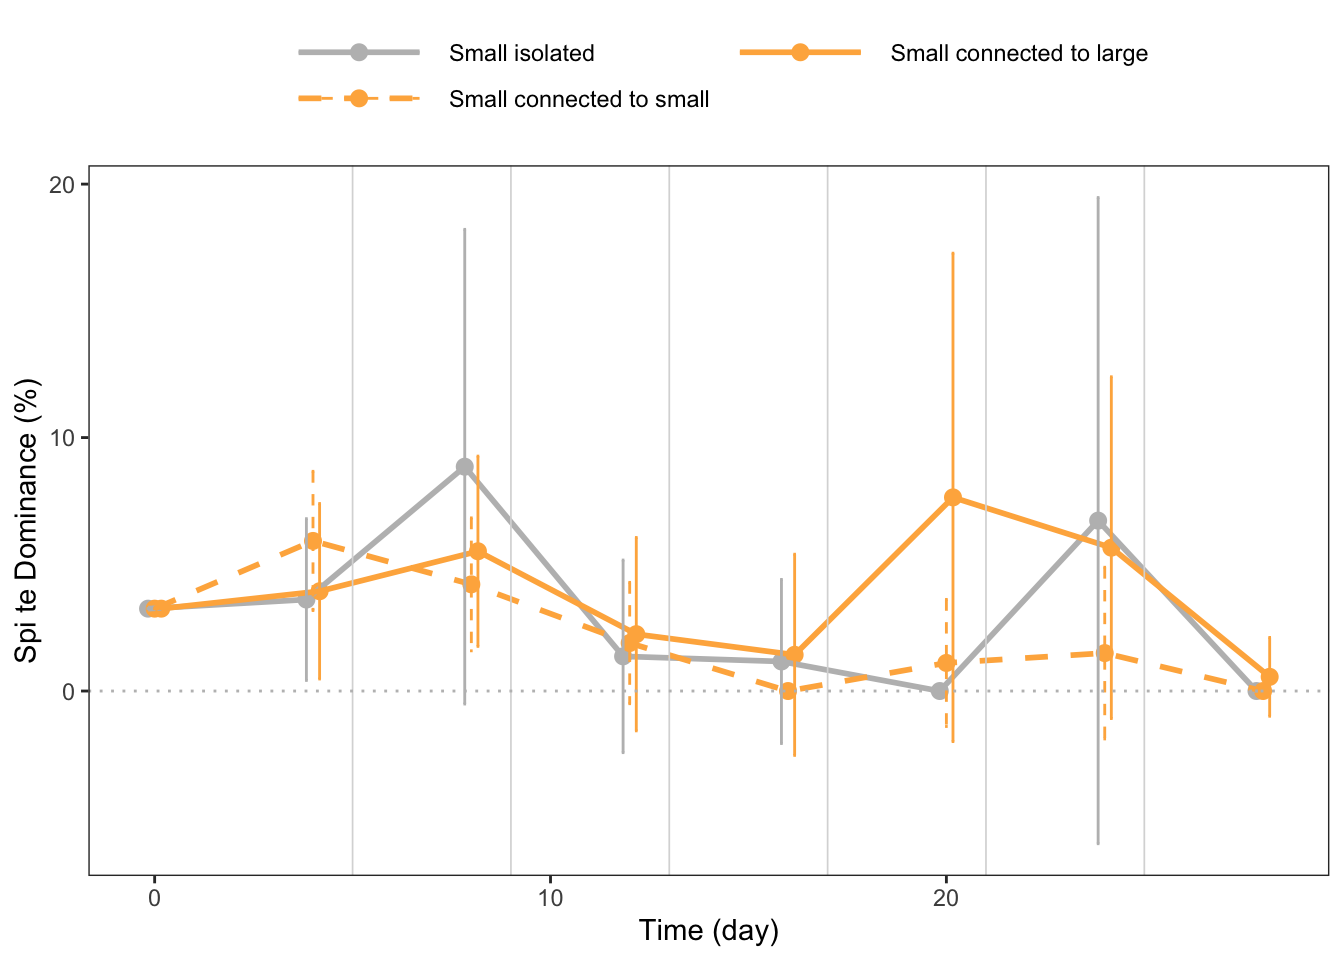 Small isolated
Small connected to large
Small connected to small
Spi te Dominance (%)
20
10
0
0
10
20
Time (day)